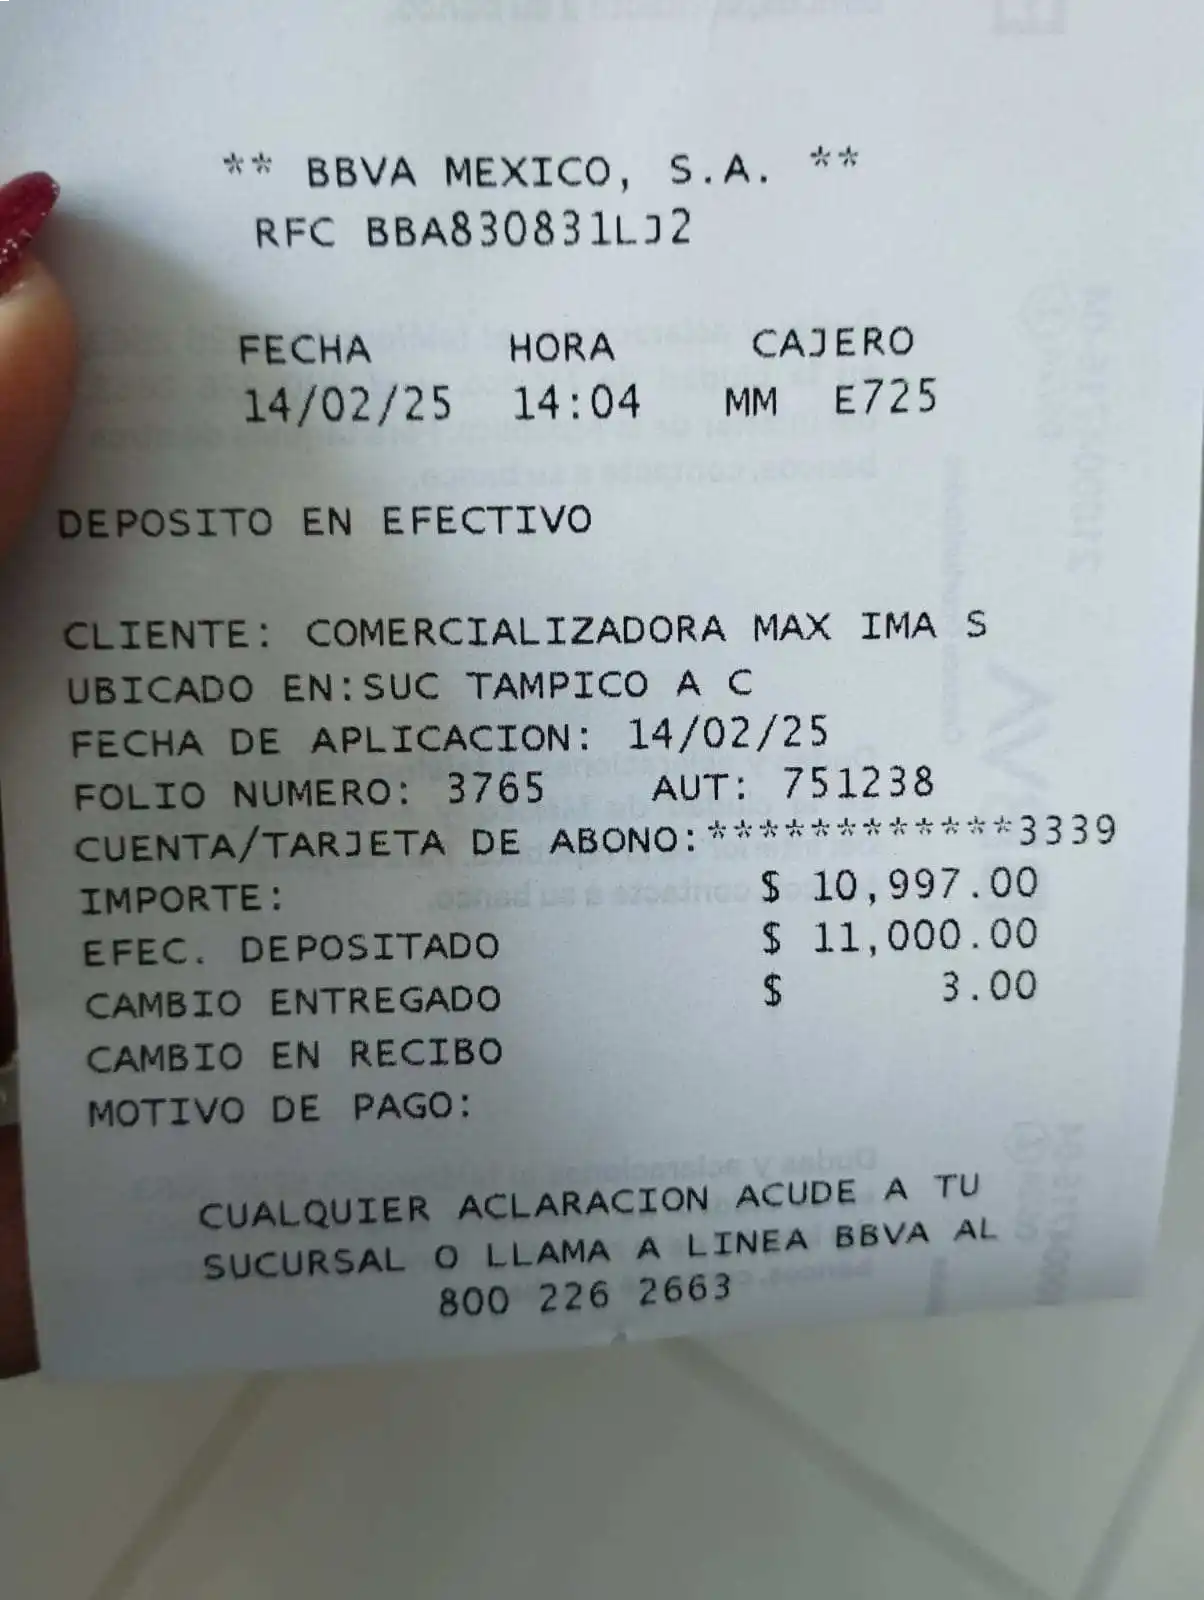 ** BBVA MEXICO, S.A. **
RFC BBA830831LJ2
FECHA HORA CAJERO
14/02/25 14:04 MM E725
DEPOSITO EN EFECTIVO
CLIENTE: COMERCIALIZADORA MAX IMA S
UBICADO EN:SUC TAMPICO A C
FECHA DE APLICACION: 14/02/25
FOLIO NUMERO: 3765 AUT: 751238
CUENTA/TARJETA DE ABONO:************3339
IMPORTE: $ 10,997.00
EFEC. DEPOSITADO $ 11,000.00
CAMBIO ENTREGADO $ 3.00
CAMBIO EN RECIBO
MOTIVO DE PAGO:
CUALQUIER ACLARACION ACUDE A TU
SUCURSAL O LLAMA A LINEA BBVA AL
800 226 2663